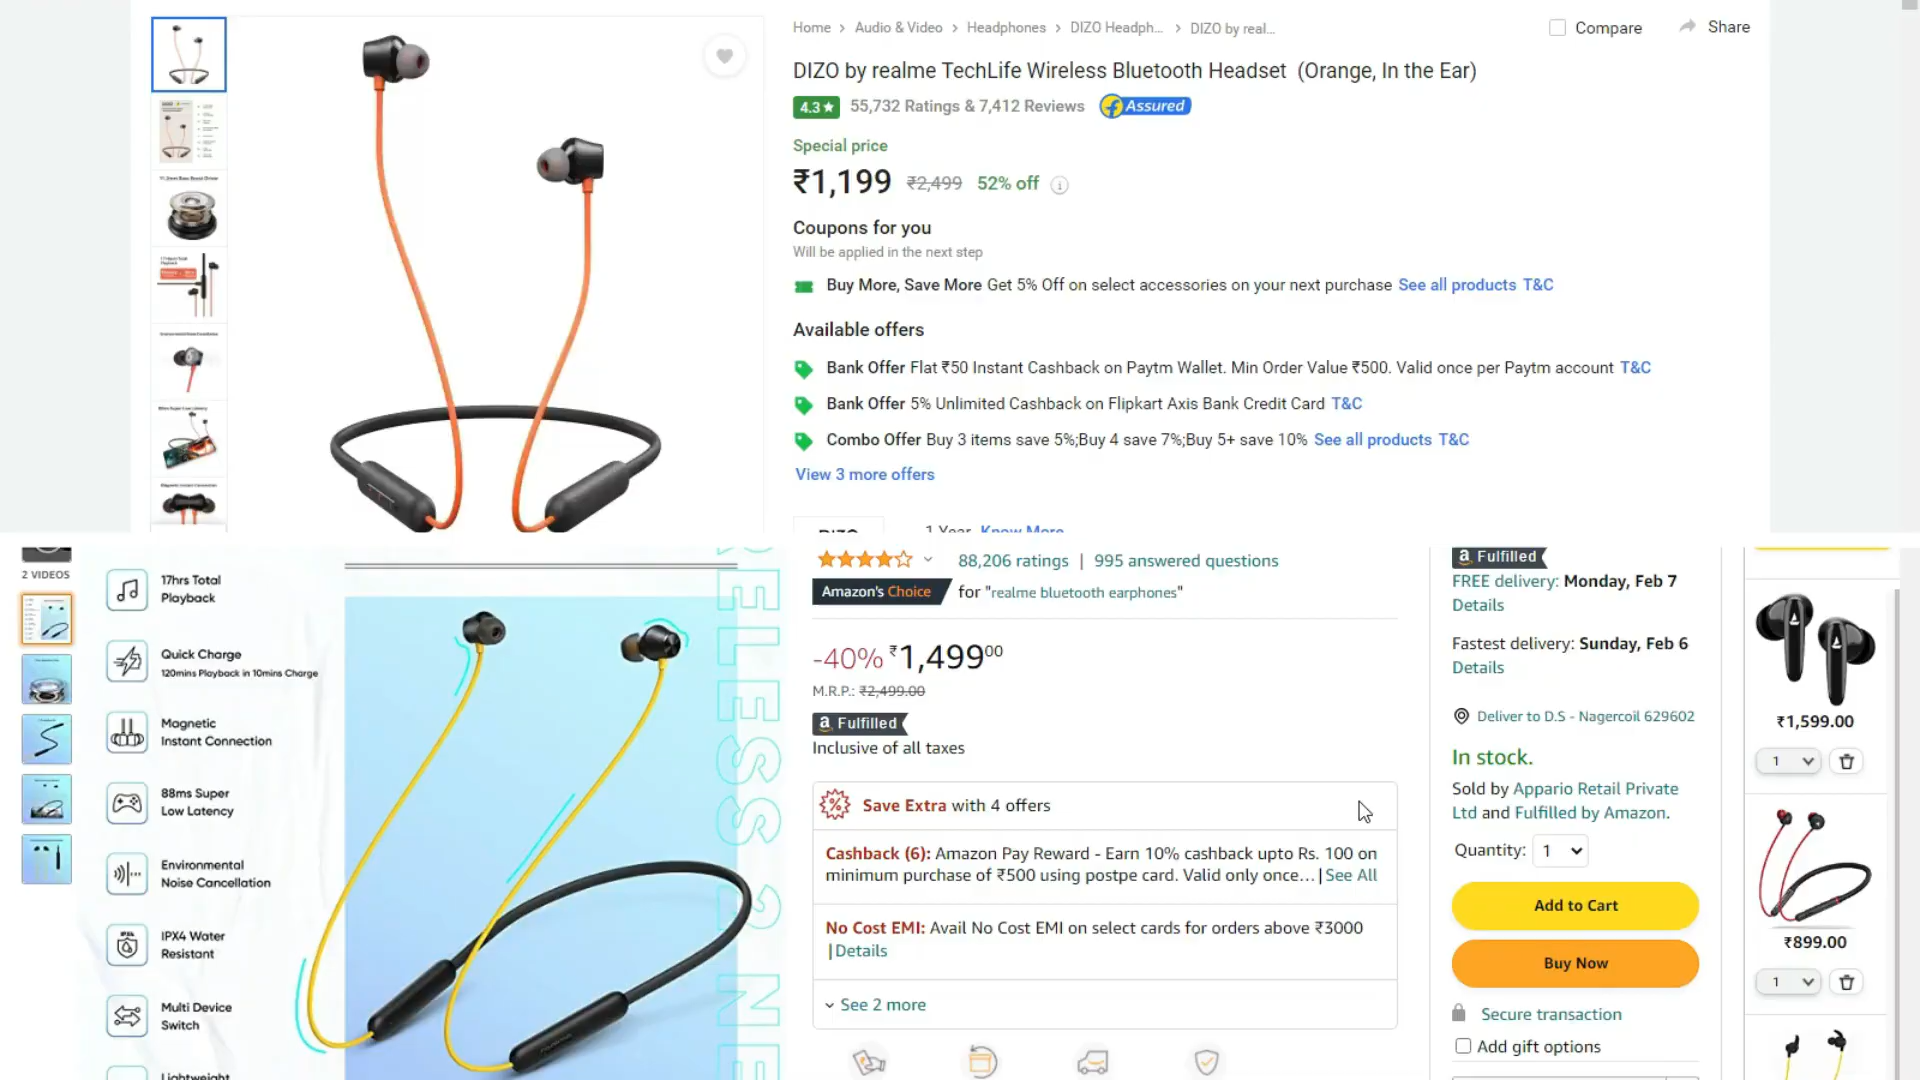 Home > Audio & Video > Headphones > DIZO Headph... > DIZO by real...
Compare
Share
DIZO by realme TechLife Wireless Bluetooth Headset (Orange, In the Ear)
4.3★ 55,732 Ratings & 7,412 Reviews Assured
Special price
₹1,199 ₹2,499 52% off
Coupons for you
Will be applied in the next step
Buy More, Save More Get 5% Off on select accessories on your next purchase See all products T&C
Available offers
Bank Offer Flat ₹50 Instant Cashback on Paytm Wallet. Min Order Value ₹500. Valid once per Paytm account T&C
Bank Offer 5% Unlimited Cashback on Flipkart Axis Bank Credit Card T&C
Combo Offer Buy 3 items save 5%;Buy 4 save 7%;Buy 5+ save 10% See all products T&C
View 3 more offers
1 Year Know More
2 VIDEOS
17hrs Total
Playback
Quick Charge
120mins Playback in 10mins Charge
Magnetic
Instant Connection
88ms Super
Low Latency
Environmental
Noise Cancellation
IPX4 Water
Resistant
Multi Device
Switch
Lightweight
RELESS 2 NE
88,206 ratings | 995 answered questions
Amazon's Choice for "realme bluetooth earphones"
-40% ₹1,49900
M.R.P.: ₹2,499.00
a Fulfilled
Inclusive of all taxes
Save Extra with 4 offers
Cashback (6): Amazon Pay Reward - Earn 10% cashback upto Rs. 100 on
minimum purchase of ₹500 using postpe card. Valid only once... | See All
No Cost EMI: Avail No Cost EMI on select cards for orders above ₹3000
| Details
See 2 more
a Fulfilled
FREE delivery: Monday, Feb 7
Details
Fastest delivery: Sunday, Feb 6
Details
Deliver to D.S - Nagercoil 629602
In stock.
Sold by Appario Retail Private
Ltd and Fulfilled by Amazon.
Quantity: 1
Add to Cart
Buy Now
Secure transaction
Add gift options
₹1,599.00
1
₹899.00
1